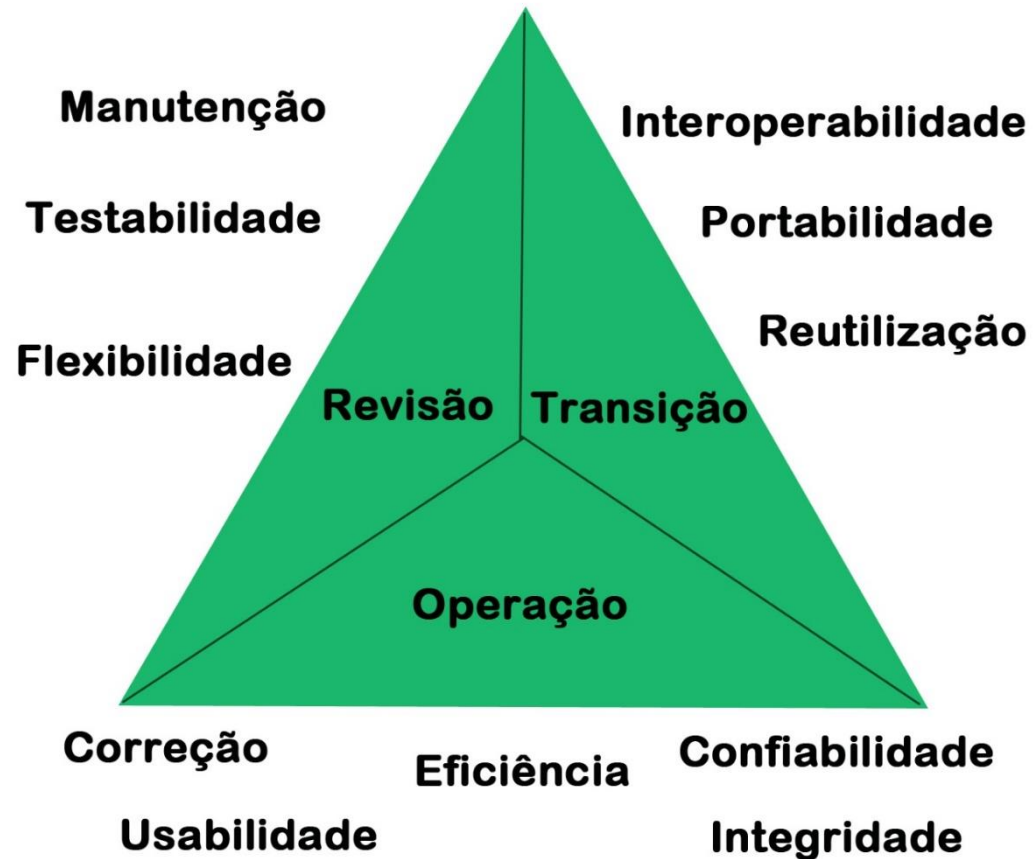 Manutenção
Interoperabilidade
Testabilidade
Portabilidade
Reutilização
Flexibilidade
Revisão
Transição
Operação
Correção
Eficiência
Confiabilidade
Usabilidade
Integridade